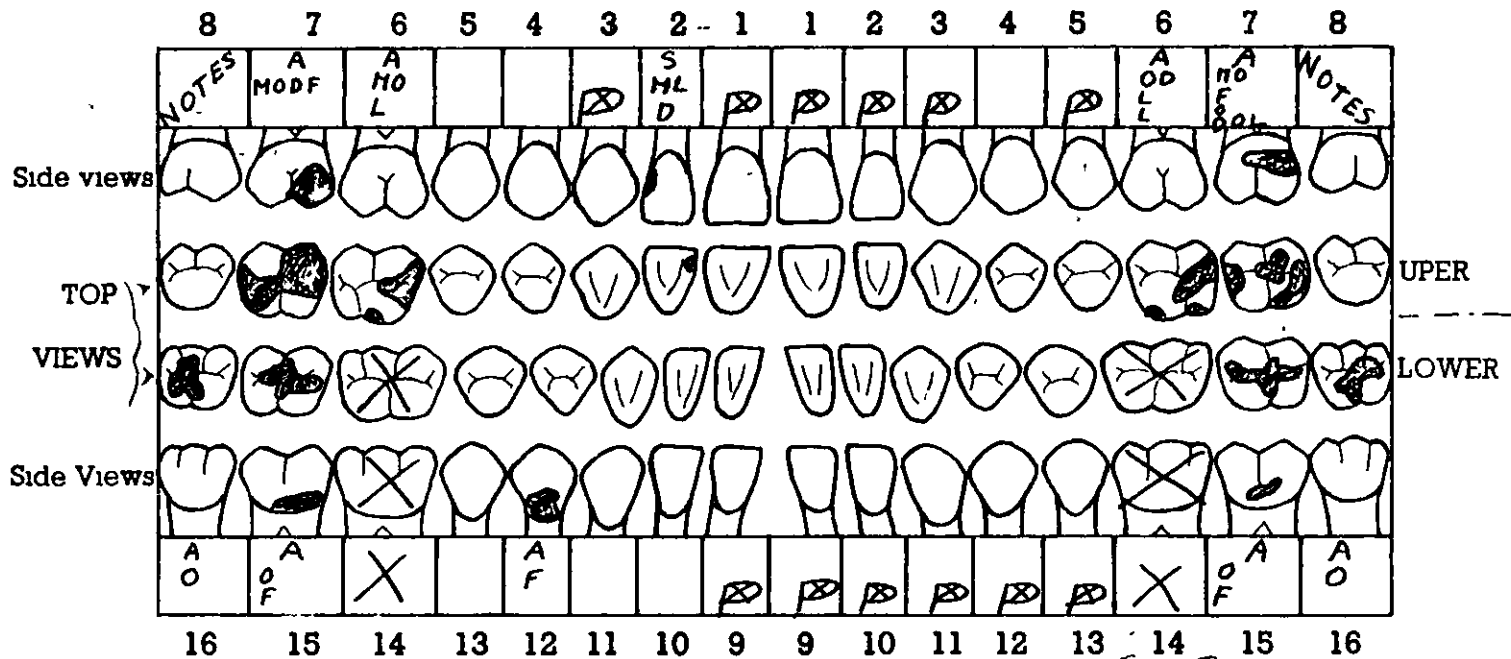 8 7 6 5 4 3 2 1 1 2 3 4 5 6 7 8
NOTES A A S A A NOTES
MODF MO ML OD MO
L D L F
L
Side views
TOP
UPER
VIEWS
LOWER
Side Views
A A A A A
O O F O O
F F
16 15 14 13 12 11 10 9 9 10 11 12 13 14 15 16